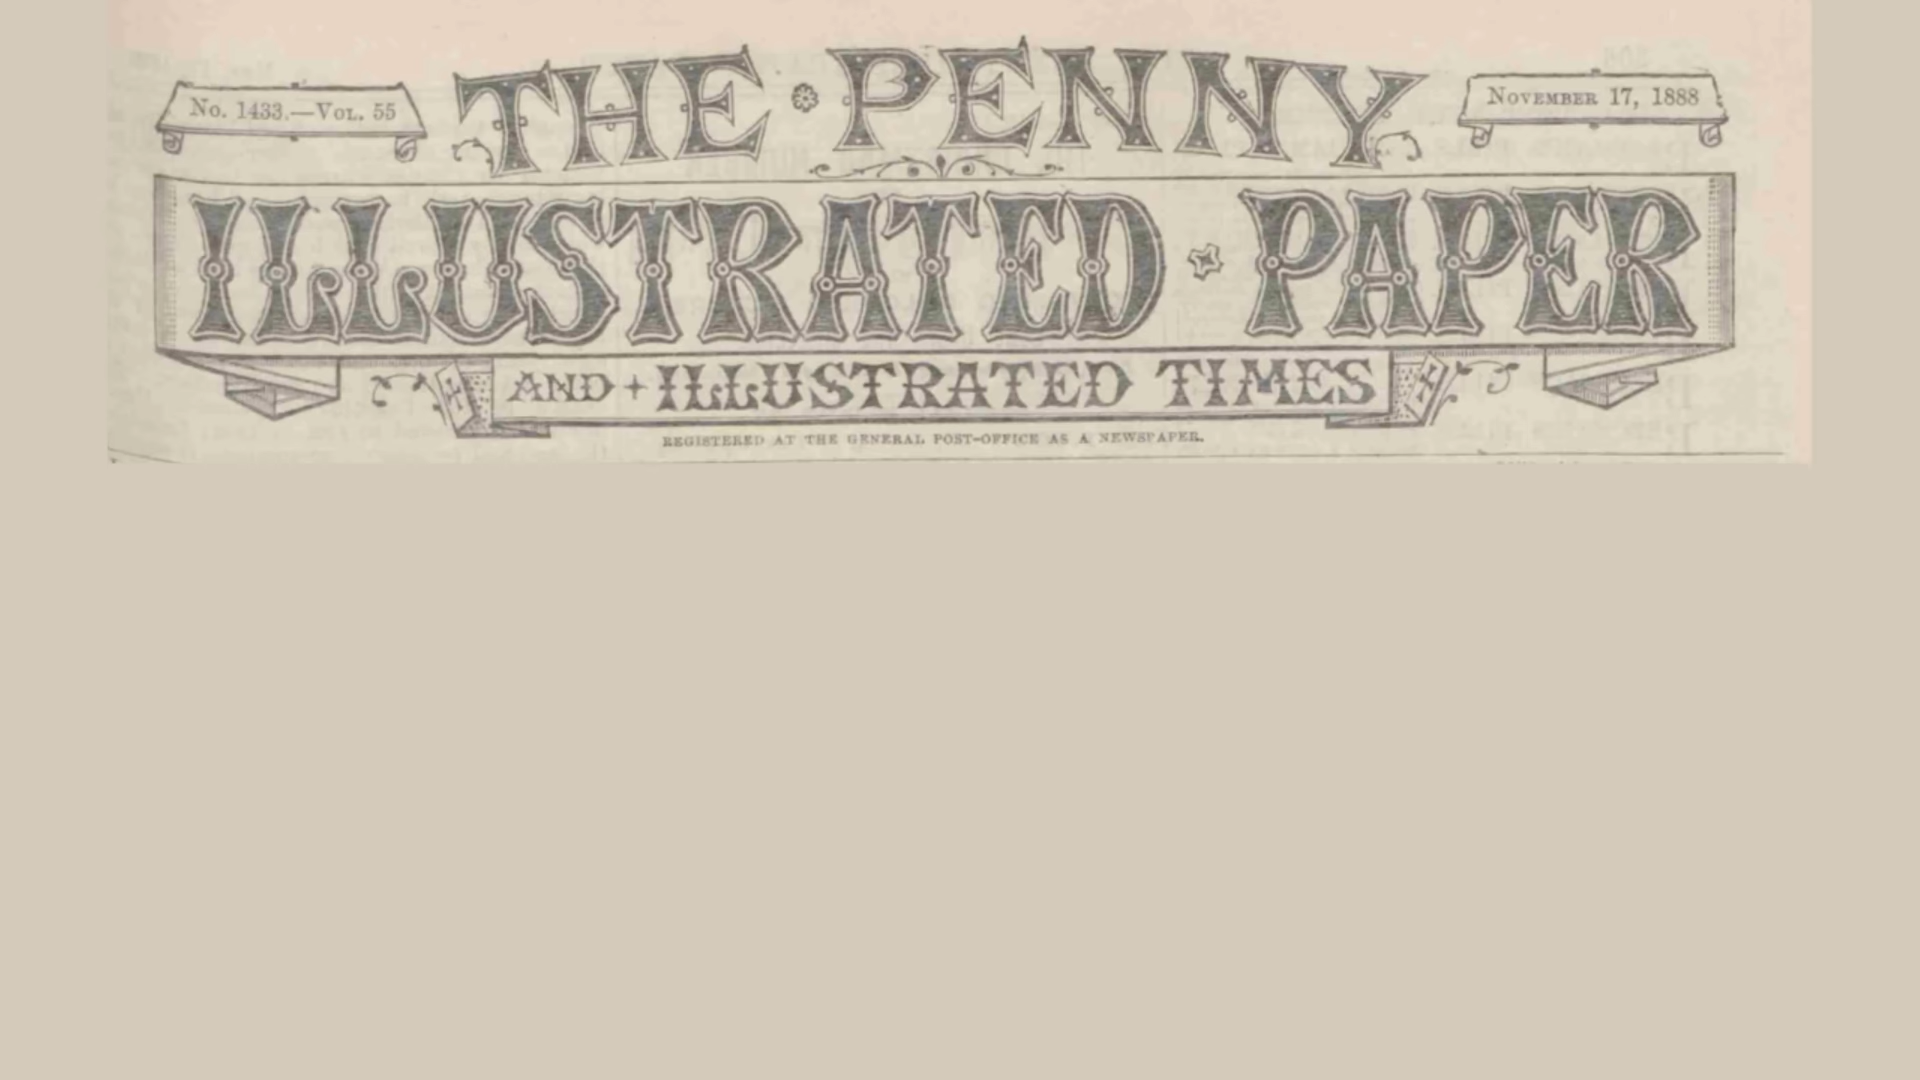 No. 1433.—Vol. 55
THE PENNY
November 17, 1888
ILLUSTRATED PAPER
AND + ILLUSTRATED TIMES
REGISTERED AT THE GENERAL POST-OFFICE AS A NEWSPAPER.